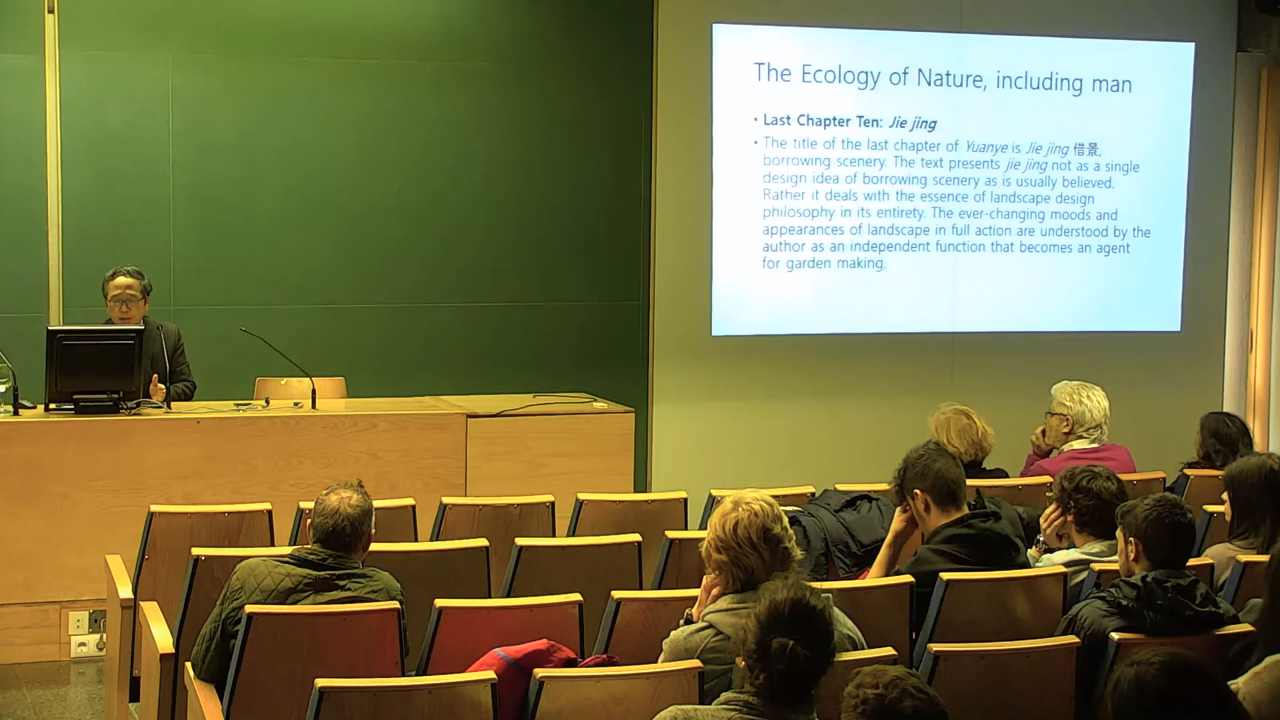 The Ecology of Nature, including man
• Last Chapter Ten: Jie jing
• The title of the last chapter of Yuanye is Jie jing 借景,
borrowing scenery. The text presents jie jing not as a single
design idea of borrowing scenery as is usually believed.
Rather it deals with the essence of landscape design
philosophy in its entirety. The ever-changing moods and
appearances of landscape in full action are understood by the
author as an independent function that becomes an agent
for garden making.